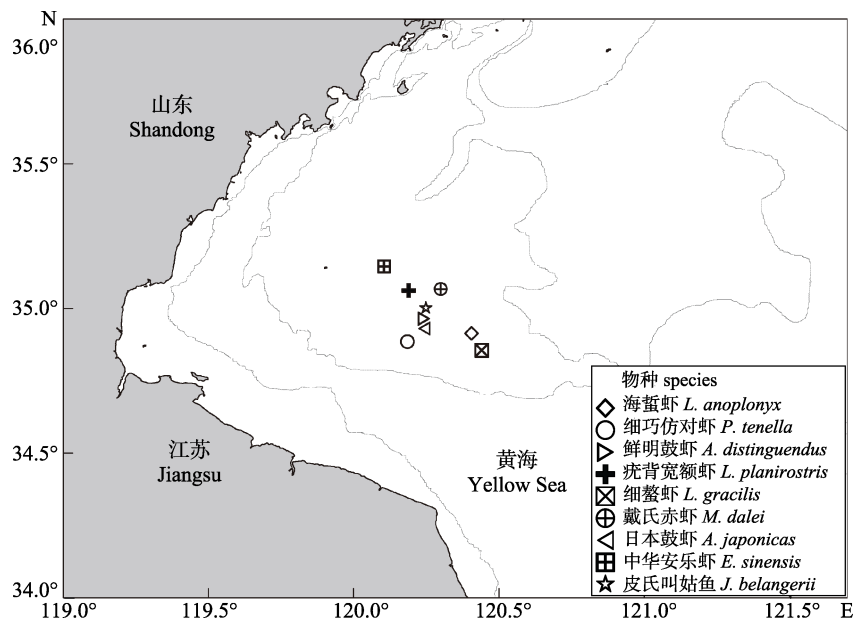 N
36.0°
35.5°
35.0°
34.5°
34.0°
山东
Shandong
江苏
Jiangsu
黄海
Yellow Sea
物种 species
海蜇虾 L. anoplonyx
细巧仿对虾 P. tenella
鲜明鼓虾 A. distinguendus
疣背宽额虾 L. planirostris
细螯虾 L. gracilis
戴氏赤虾 M. dalei
日本鼓虾 A. japonicas
中华安乐虾 E. sinensis
皮氏叫姑鱼 J. belangerii
119.0° 119.5° 120.0° 120.5° 121.0° 121.5° E